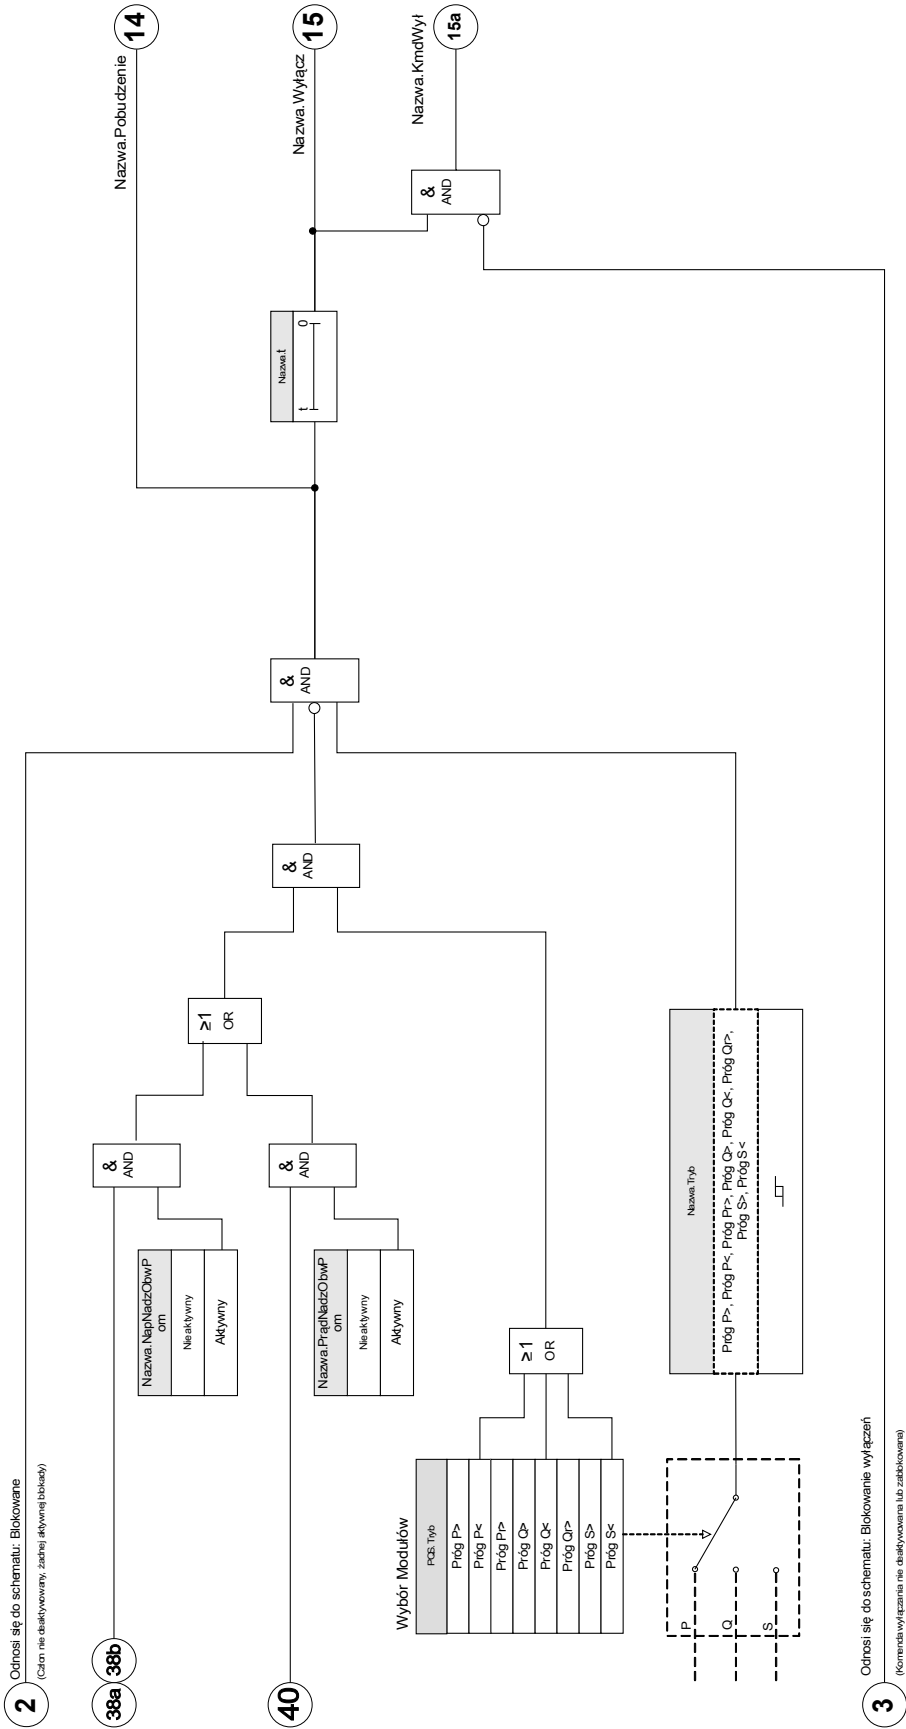 2
Odnosi się do schematu: Blokowane
(Człon nie deaktywowany, żadnej aktywnej blokady)
38a
38b
40
Nazwa.NapNadzObwP
om
Nieaktywny
Aktywny
&
AND
Nazwa.PrądNadzObwP
om
Nieaktywny
Aktywny
&
AND
≥1
OR
Wybór Modułów
PQS.Tryb
Próg P>
Próg P<
Próg Pr>
Próg Q>
Próg Q<
Próg Qr>
Próg S>
Próg S<
≥1
OR
&
AND
P
Q
S
Nazwa.Tryb
Próg P>, Próg P<, Próg Pr>, Próg Q>, Próg Q<, Próg Qr>,
Próg S>, Próg S<
&
AND
Nazwa.t
t
0
Nazwa.Pobudzenie
14
Nazwa.Wyłącz
15
&
AND
Nazwa.KmdWył
15a
3
Odnosi się do schematu: Blokowanie wyłączeń
(Komenda wyłączania nie deaktywowana lub zablokowana)